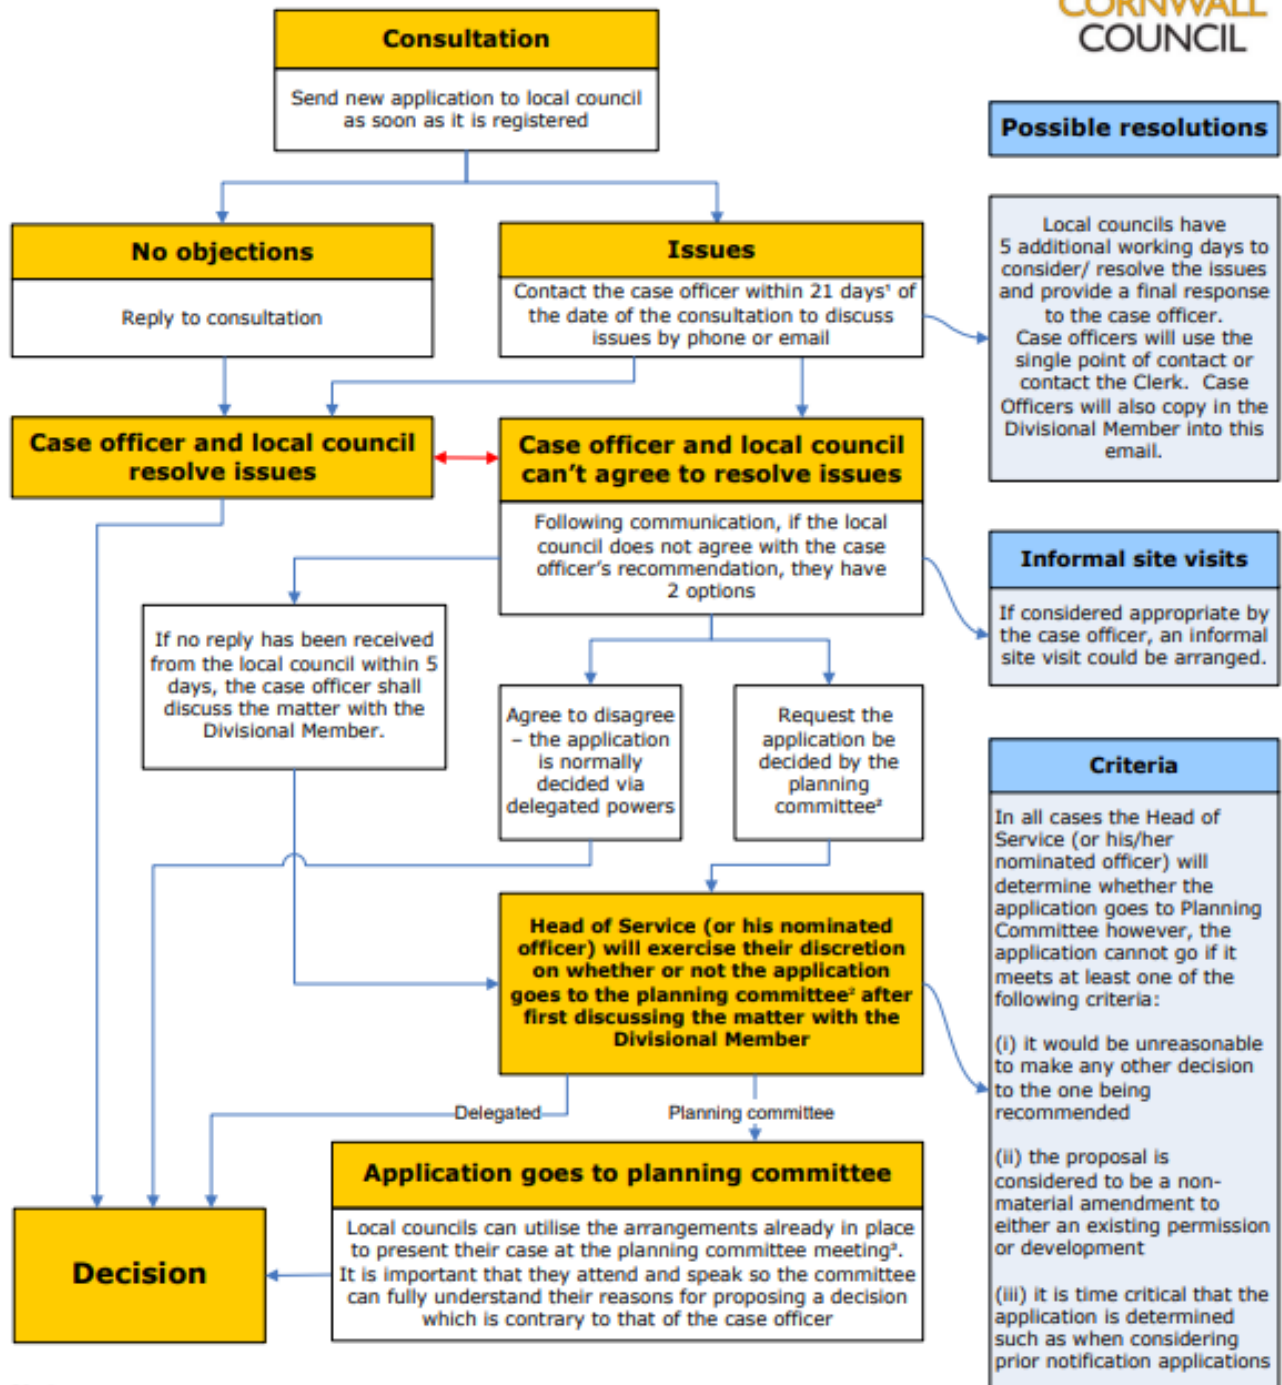 CORNWALL
COUNCIL
Consultation
Send new application to local council
as soon as it is registered
No objections
Reply to consultation
Issues
Contact the case officer within 21 days¹ of
the date of the consultation to discuss
issues by phone or email
Case officer and local council
resolve issues
Case officer and local council
can't agree to resolve issues
Following communication, if the local
council does not agree with the case
officer's recommendation, they have
2 options
If no reply has been received
from the local council within 5
days, the case officer shall
discuss the matter with the
Divisional Member.
Agree to disagree
– the application
is normally
decided via
delegated powers
Request the
application be
decided by the
planning
committee²
Head of Service (or his nominated
officer) will exercise their discretion
on whether or not the application
goes to the planning committee² after
first discussing the matter with the
Divisional Member
Delegated
Planning committee
Application goes to planning committee
Local councils can utilise the arrangements already in place
to present their case at the planning committee meeting³.
It is important that they attend and speak so the committee
can fully understand their reasons for proposing a decision
which is contrary to that of the case officer
Decision
Possible resolutions
Local councils have
5 additional working days to
consider/ resolve the issues
and provide a final response
to the case officer.
Case officers will use the
single point of contact or
contact the Clerk. Case
Officers will also copy in the
Divisional Member into this
email.
Informal site visits
If considered appropriate by
the case officer, an informal
site visit could be arranged.
Criteria
In all cases the Head of
Service (or his/her
nominated officer) will
determine whether the
application goes to Planning
Committee however, the
application cannot go if it
meets at least one of the
following criteria:
(i) it would be unreasonable
to make any other decision
to the one being
recommended
(ii) the proposal is
considered to be a non-
material amendment to
either an existing permission
or development
(iii) it is time critical that the
application is determined
such as when considering
prior notification applications